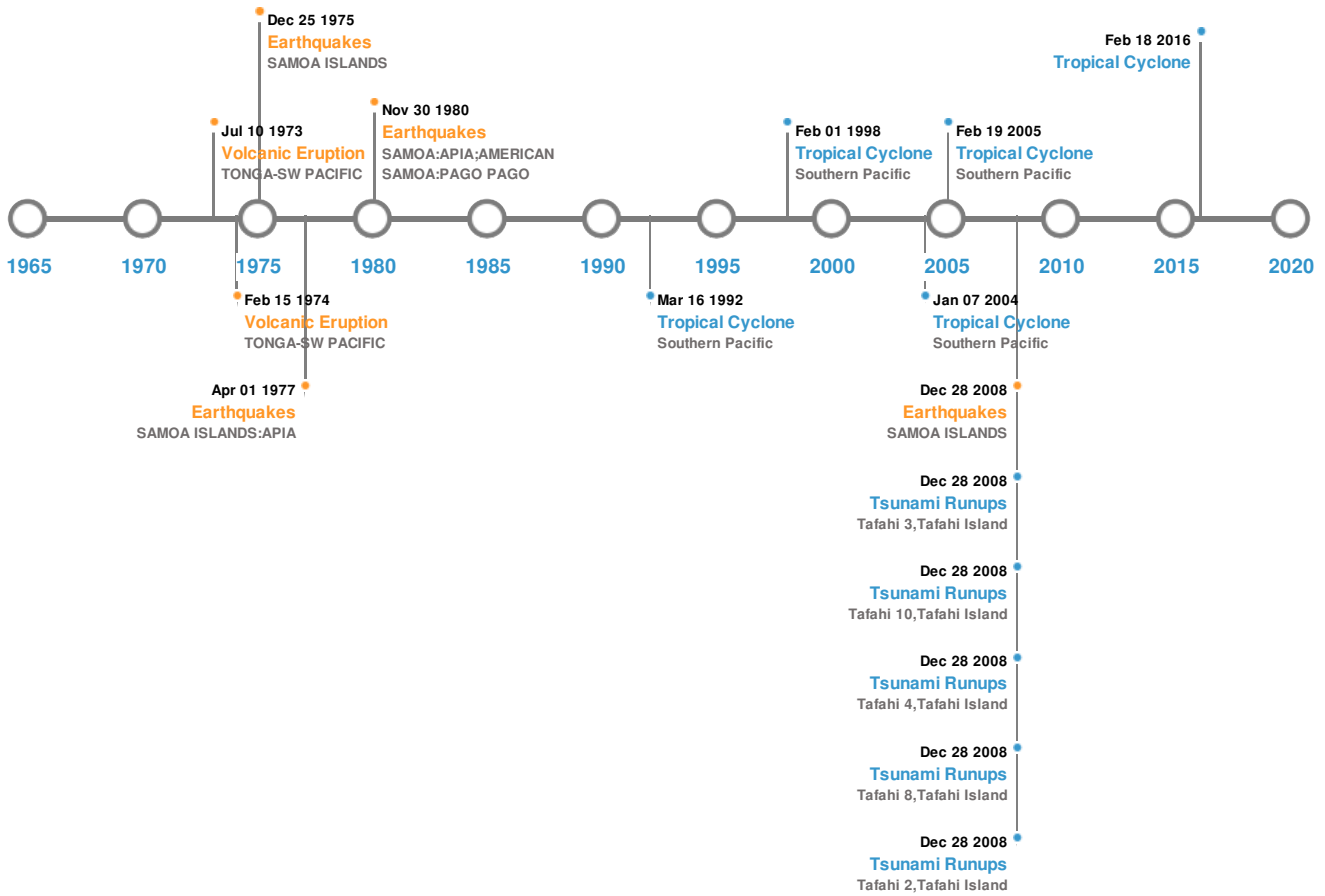 Dec 25 1975
Earthquakes
SAMOA ISLANDS
Feb 18 2016
Tropical Cyclone
Jul 10 1973
Volcanic Eruption
TONGA-SW PACIFIC
Nov 30 1980
Earthquakes
SAMOA:APIA;AMERICAN
SAMOA:PAGO PAGO
Feb 01 1998
Tropical Cyclone
Southern Pacific
Feb 19 2005
Tropical Cyclone
Southern Pacific
1965 1970 1975 1980 1985 1990 1995 2000 2005 2010 2015 2020
Feb 15 1974
Volcanic Eruption
TONGA-SW PACIFIC
Mar 16 1992
Tropical Cyclone
Southern Pacific
Jan 07 2004
Tropical Cyclone
Southern Pacific
Apr 01 1977
Earthquakes
SAMOA ISLANDS:APIA
Dec 28 2008
Earthquakes
SAMOA ISLANDS
Dec 28 2008
Tsunami Runups
Tafahi 3,Tafahi Island
Dec 28 2008
Tsunami Runups
Tafahi 10,Tafahi Island
Dec 28 2008
Tsunami Runups
Tafahi 4,Tafahi Island
Dec 28 2008
Tsunami Runups
Tafahi 8,Tafahi Island
Dec 28 2008
Tsunami Runups
Tafahi 2,Tafahi Island